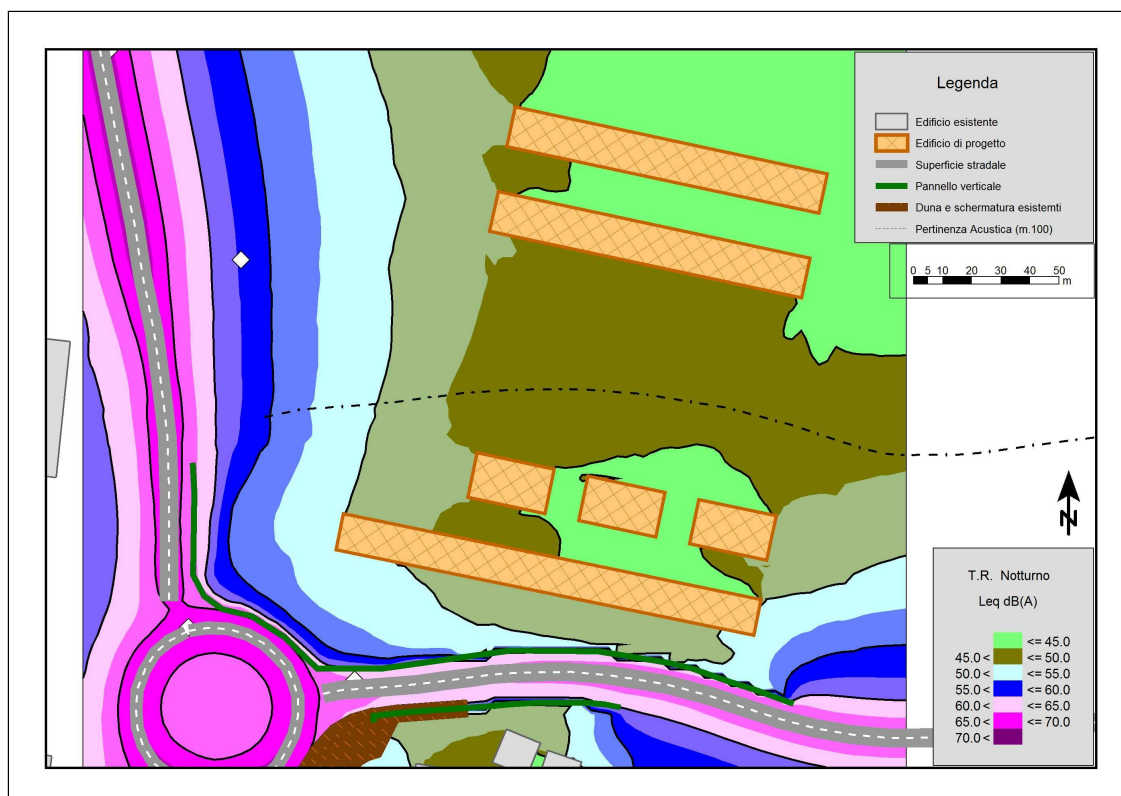 Legenda
Edificio esistente
Edificio di progetto
Superficie stradale
Pannello verticale
Duna e schermatura esistemti
Pertinenza Acustica (m.100)
0 5 10 20 30 40 50
m
N
T.R. Notturno
Leq dB(A)
<= 45.0
45.0 < <= 50.0
50.0 < <= 55.0
55.0 < <= 60.0
60.0 < <= 65.0
65.0 < <= 70.0
70.0 <